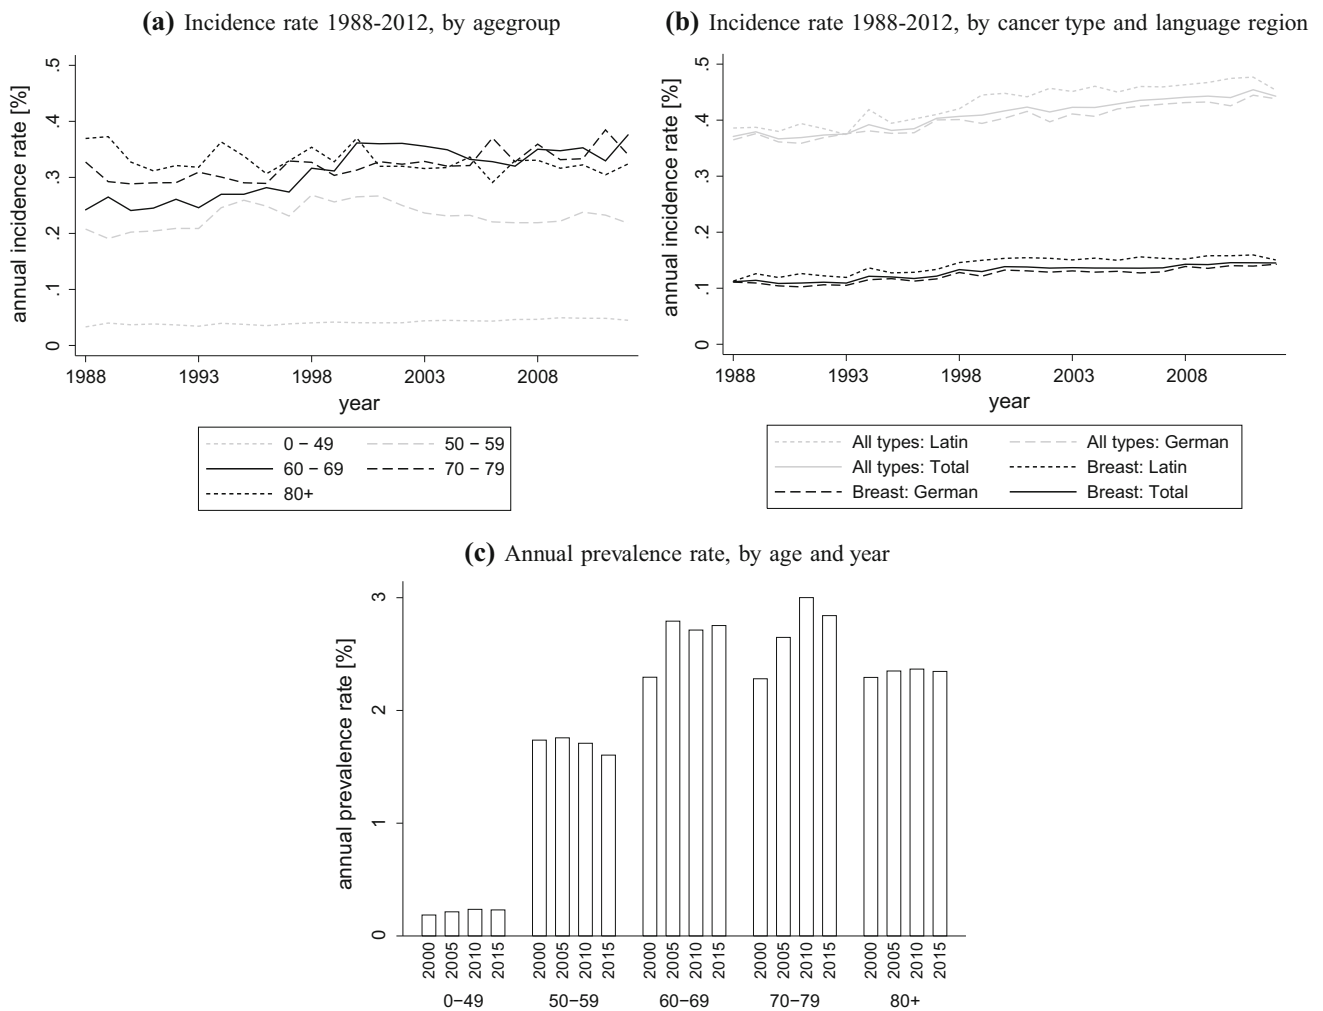 (a) Incidence rate 1988-2012, by agegroup
annual incidence rate [%]
.5
.4
.3
.2
.1
0
1988 1993 1998 2003 2008
year
0 − 49 50 − 59
60 − 69 70 − 79
80+
(b) Incidence rate 1988-2012, by cancer type and language region
annual incidence rate [%]
.5
.4
.3
.2
.1
0
1988 1993 1998 2003 2008
year
All types: Latin All types: German
All types: Total Breast: Latin
Breast: German Breast: Total
(c) Annual prevalence rate, by age and year
annual prevalence rate [%]
3
2
1
0
2000 2005 2010 2015 2000 2005 2010 2015 2000 2005 2010 2015 2000 2005 2010 2015 2000 2005 2010 2015
0−49 50−59 60−69 70−79 80+